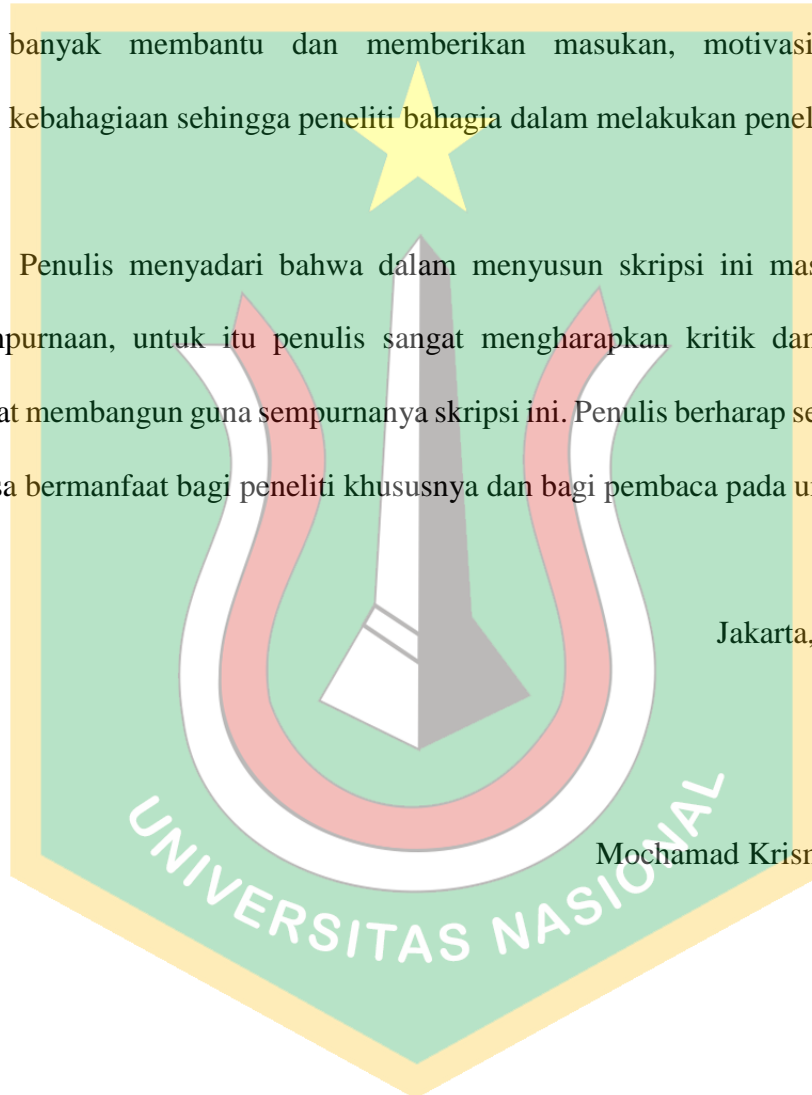 banyak membantu dan memberikan masukan, motivasi
kebahagiaan sehingga peneliti bahagia dalam melakukan penel
Penulis menyadari bahwa dalam menyusun skripsi ini mas
npurnaan, untuk itu penulis sangat mengharapkan kritik dan
at membangun guna sempurnanya skripsi ini. Penulis berharap se
sa bermanfaat bagi peneliti khususnya dan bagi pembaca pada u
Jakarta,
Mochamad Krisn
UNIVERSITAS NASIONAL